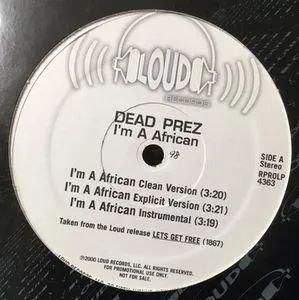 LOUD
RECORDS
DEAD PREZ
I'm A African
98
SIDE A
Stereo
RPROLP
4363
I'm A African Clean Version (3:20)
I'm A African Explicit Version (3:21)
I'm A African Instrumental (3:19)
Taken from the Loud release LETS GET FREE (1867)
℗2000 LOUD RECORDS, LLC. ALL RIGHTS RESERVED.
FOR PROMOTIONAL USE ONLY.
NOT FOR SALE.